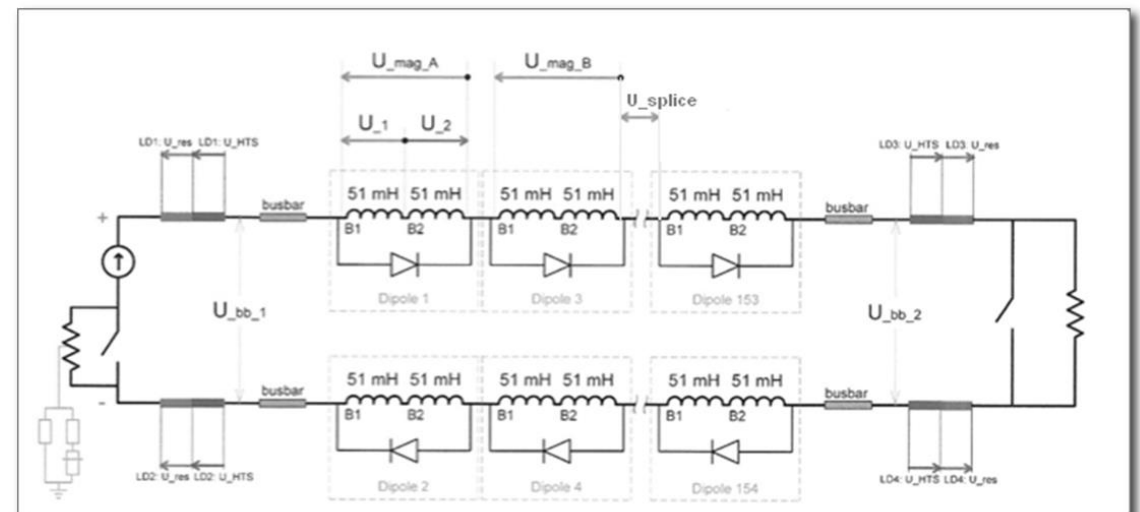 U_mag_A U_mag_B
U_splice
U_1 U_2
LD1: U_res LD1: U_HTS LD3: U_HTS LD3: U_res
51 mH 51 mH 51 mH 51 mH 51 mH 51 mH
busbar busbar
+ B1 B2 B1 B2 B1 B2
Dipole 1 Dipole 3 Dipole 153
U_bb_1 U_bb_2
51 mH 51 mH 51 mH 51 mH 51 mH 51 mH
busbar busbar
- B1 B2 B1 B2 B1 B2
LD2: U_res LD2: U_HTS LD4: U_HTS LD4: U_res
Dipole 2 Dipole 4 Dipole 154